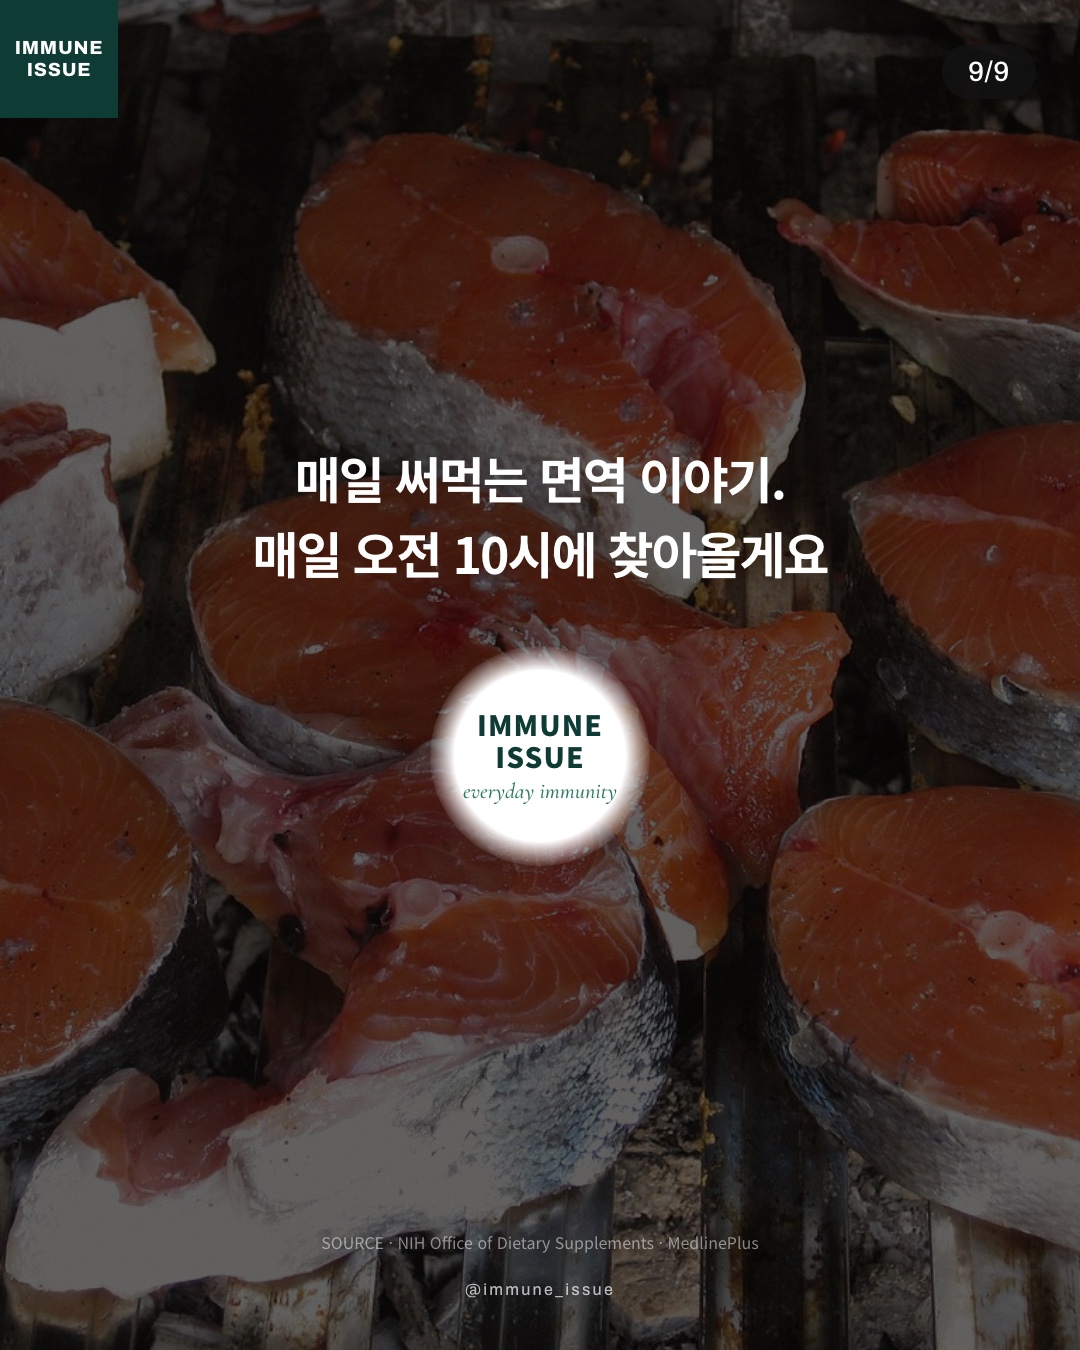 IMMUNE
ISSUE
9/9
매일 써먹는 면역 이야기.
매일 오전 10시에 찾아올게요
IMMUNE
ISSUE
everyday immunity
SOURCE · NIH Office of Dietary Supplements · MedlinePlus
@immune_issue